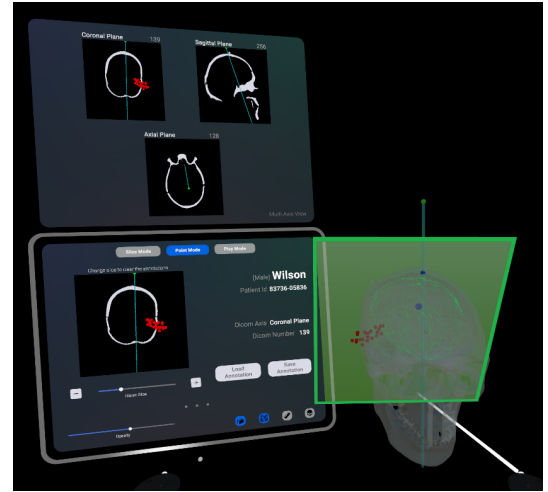 Coronal Plane 139
Sagittal Plane 256
Axial Plane 128
Multi Axis View
Slice Mode
Paint Mode
Play Mode
Change slice to clear the annotations
(Male) Wilson
Patient Id 83736-05836
Dicom Axis Coronal Plane
Dicom Number 139
Load
Annotation
Save
Annotation
Opacity